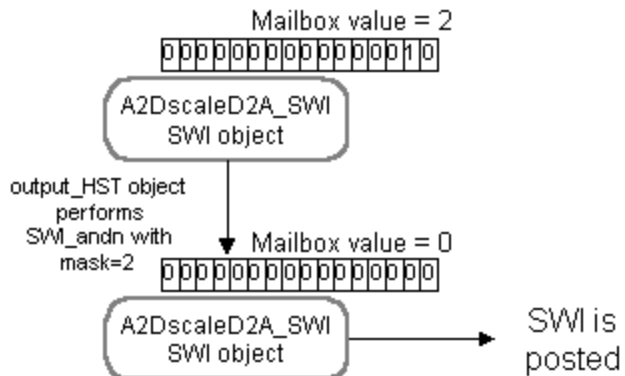 Mailbox value = 2
0000000000000010
A2DscaleD2A_SWI
SWI object
output_HST object
performs
SWI_andn with
mask=2
Mailbox value = 0
0000000000000000
A2DscaleD2A_SWI
SWI object
SWI is
posted